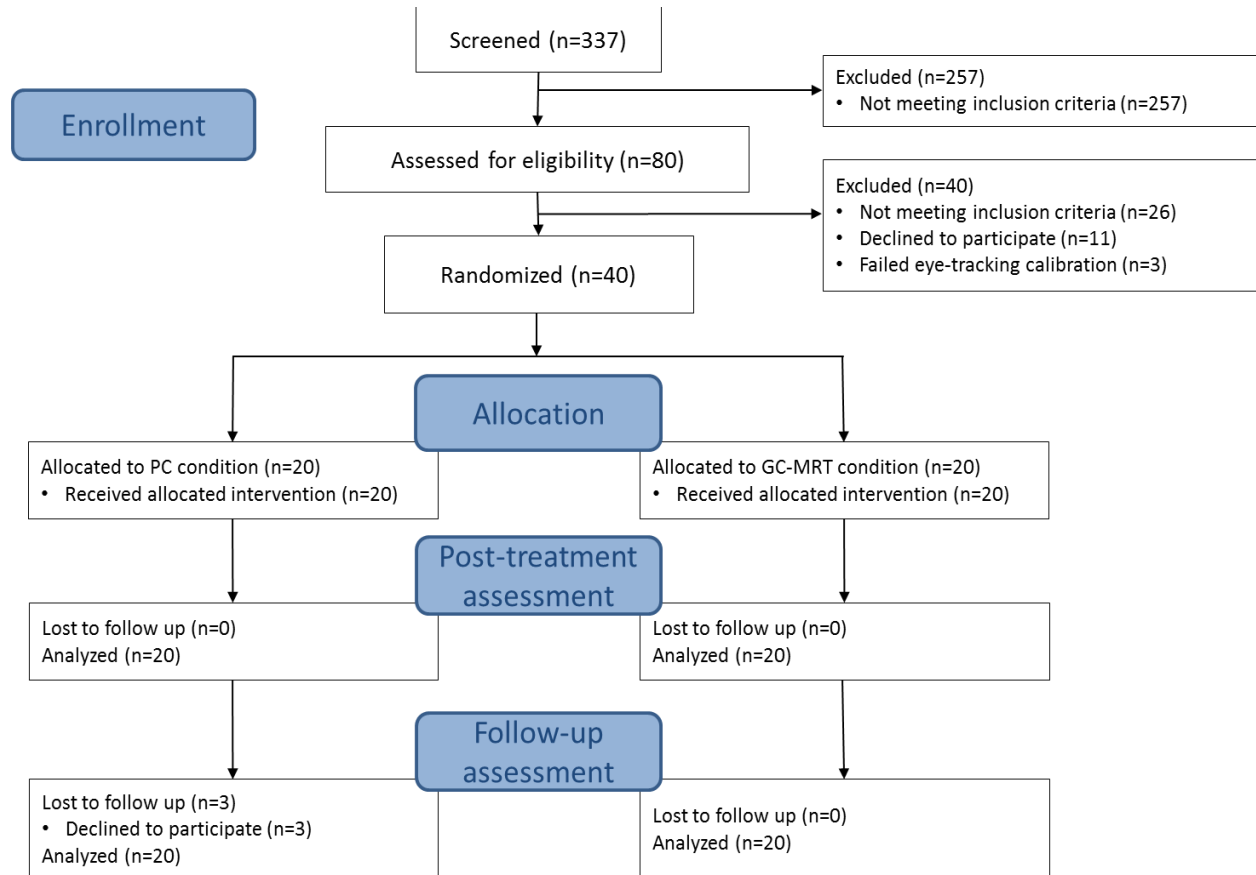 Screened (n=337)
Excluded (n=257)
• Not meeting inclusion criteria (n=257)
Enrollment
Assessed for eligibility (n=80)
Excluded (n=40)
• Not meeting inclusion criteria (n=26)
• Declined to participate (n=11)
• Failed eye-tracking calibration (n=3)
Randomized (n=40)
Allocation
Allocated to PC condition (n=20)
• Received allocated intervention (n=20)
Allocated to GC-MRT condition (n=20)
• Received allocated intervention (n=20)
Post-treatment
assessment
Lost to follow up (n=0)
Analyzed (n=20)
Lost to follow up (n=0)
Analyzed (n=20)
Follow-up
assessment
Lost to follow up (n=3)
• Declined to participate (n=3)
Analyzed (n=20)
Lost to follow up (n=0)
Analyzed (n=20)